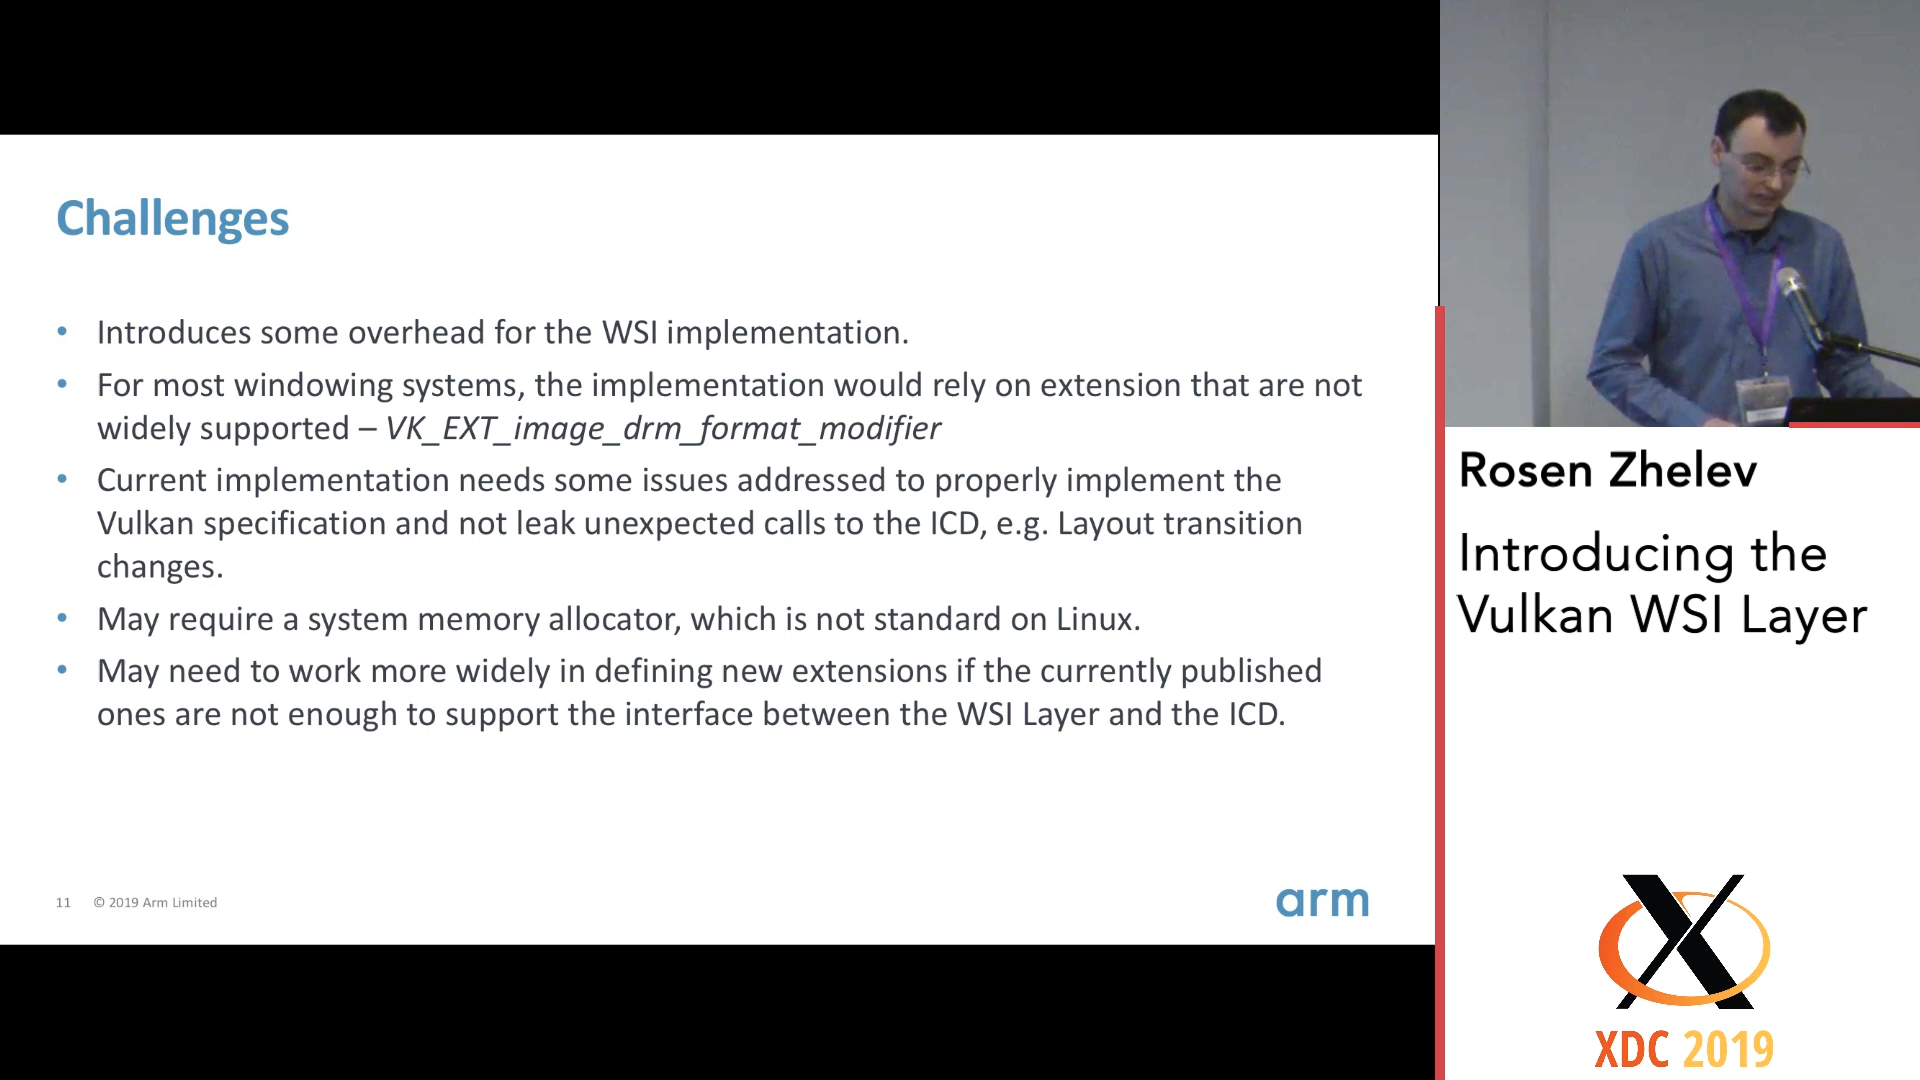 Challenges
• Introduces some overhead for the WSI implementation.
• For most windowing systems, the implementation would rely on extension that are not
widely supported – VK_EXT_image_drm_format_modifier
• Current implementation needs some issues addressed to properly implement the
Vulkan specification and not leak unexpected calls to the ICD, e.g. Layout transition
changes.
• May require a system memory allocator, which is not standard on Linux.
• May need to work more widely in defining new extensions if the currently published
ones are not enough to support the interface between the WSI Layer and the ICD.
11 © 2019 Arm Limited
arm
Rosen Zhelev
Introducing the
Vulkan WSI Layer
X
XDC 2019